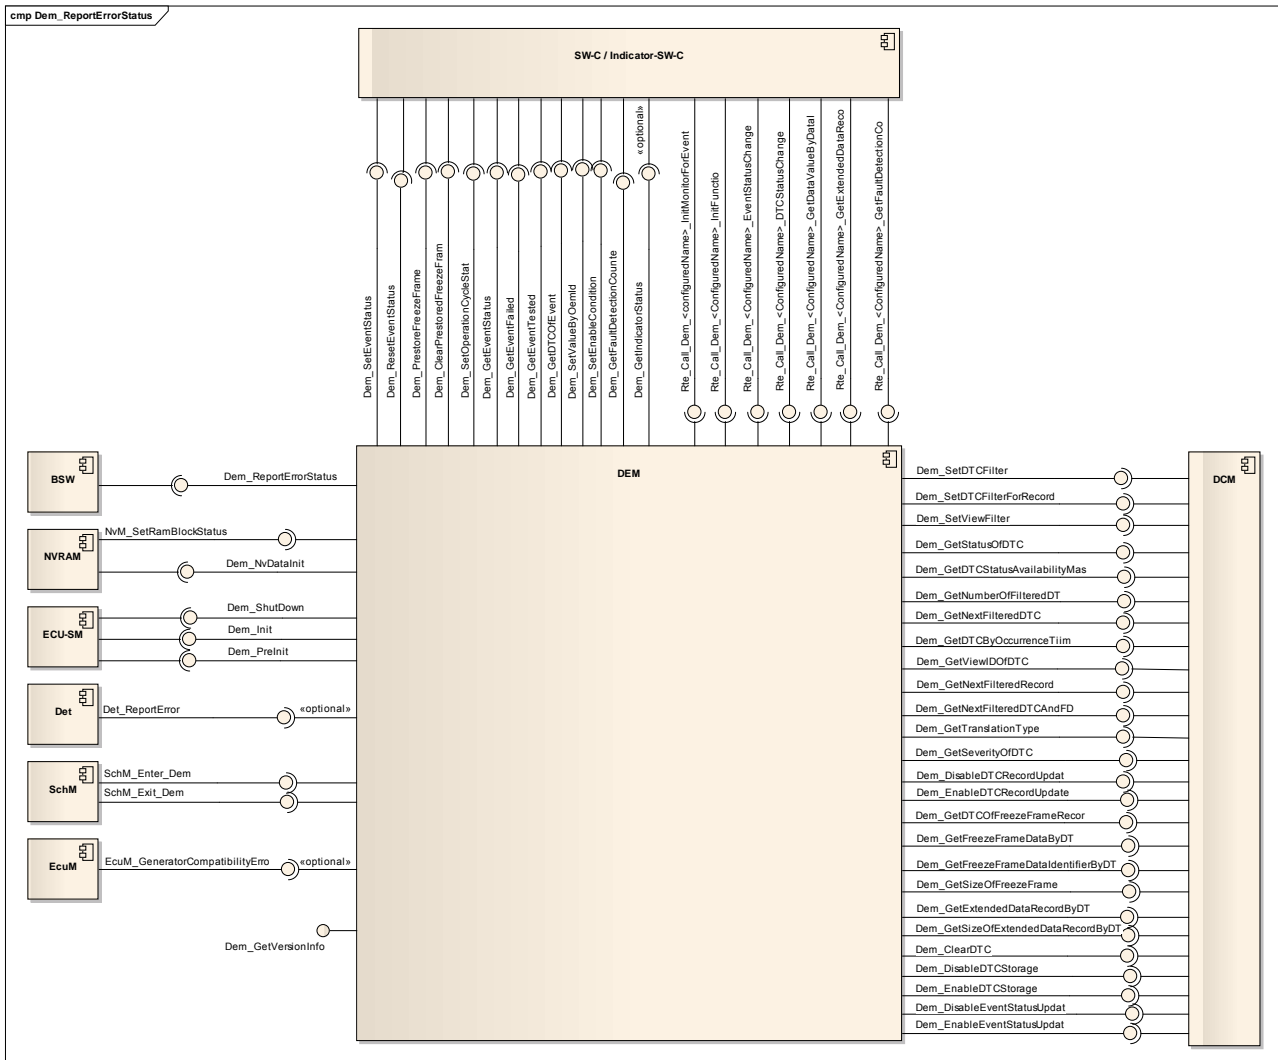 cmp Dem_ReportErrorStatus
SW-C / Indicator-SW-C
«optional»
Dem_SetEventStatus
Dem_ResetEventStatus
Dem_PrestoreFreezeFrame
Dem_ClearPrestoredFreezeFram
Dem_SetOperationCycleStat
Dem_GetEventStatus
Dem_GetEventFailed
Dem_GetEventTested
Dem_GetDTCOfEvent
Dem_SetValueByOemId
Dem_SetEnableCondition
Dem_GetFaultDetectionCounte
Dem_GetIndicatorStatus
Rte_Call_Dem_<configuredName>_InitMonitorForEvent
Rte_Call_Dem_<ConfiguredName>_InitFunctio
Rte_Call_Dem_<ConfiguredName>_EventStatusChange
Rte_Call_Dem_<ConfiguredName>_DTCStatusChange
Rte_Call_Dem_<ConfiguredName>_GetDataValueByDataI
Rte_Call_Dem_<ConfiguredName>_GetExtendedDataReco
Rte_Call_Dem_<ConfiguredName>_GetFaultDetectionCo
BSW
Dem_ReportErrorStatus
NVRAM
NvM_SetRamBlockStatus
Dem_NvDataInit
ECU-SM
Dem_ShutDown
Dem_Init
Dem_PreInit
Det
Det_ReportError
«optional»
SchM
SchM_Enter_Dem
SchM_Exit_Dem
EcuM
EcuM_GeneratorCompatibilityErro
«optional»
Dem_GetVersionInfo
DEM
DCM
Dem_SetDTCFilter
Dem_SetDTCFilterForRecord
Dem_SetViewFilter
Dem_GetStatusOfDTC
Dem_GetDTCStatusAvailabilityMas
Dem_GetNumberOfFilteredDT
Dem_GetNextFilteredDTC
Dem_GetDTCByOccurrenceTiim
Dem_GetViewIDOfDTC
Dem_GetNextFilteredRecord
Dem_GetNextFilteredDTCAndFD
Dem_GetTranslationType
Dem_GetSeverityOfDTC
Dem_DisableDTCRecordUpdat
Dem_EnableDTCRecordUpdate
Dem_GetDTCOfFreezeFrameRecor
Dem_GetFreezeFrameDataByDT
Dem_GetFreezeFrameDataIdentifierByDT
Dem_GetSizeOfFreezeFrame
Dem_GetExtendedDataRecordByDT
Dem_GetSizeOfExtendedDataRecordByDT
Dem_ClearDTC
Dem_DisableDTCStorage
Dem_EnableDTCStorage
Dem_DisableEventStatusUpdat
Dem_EnableEventStatusUpdat